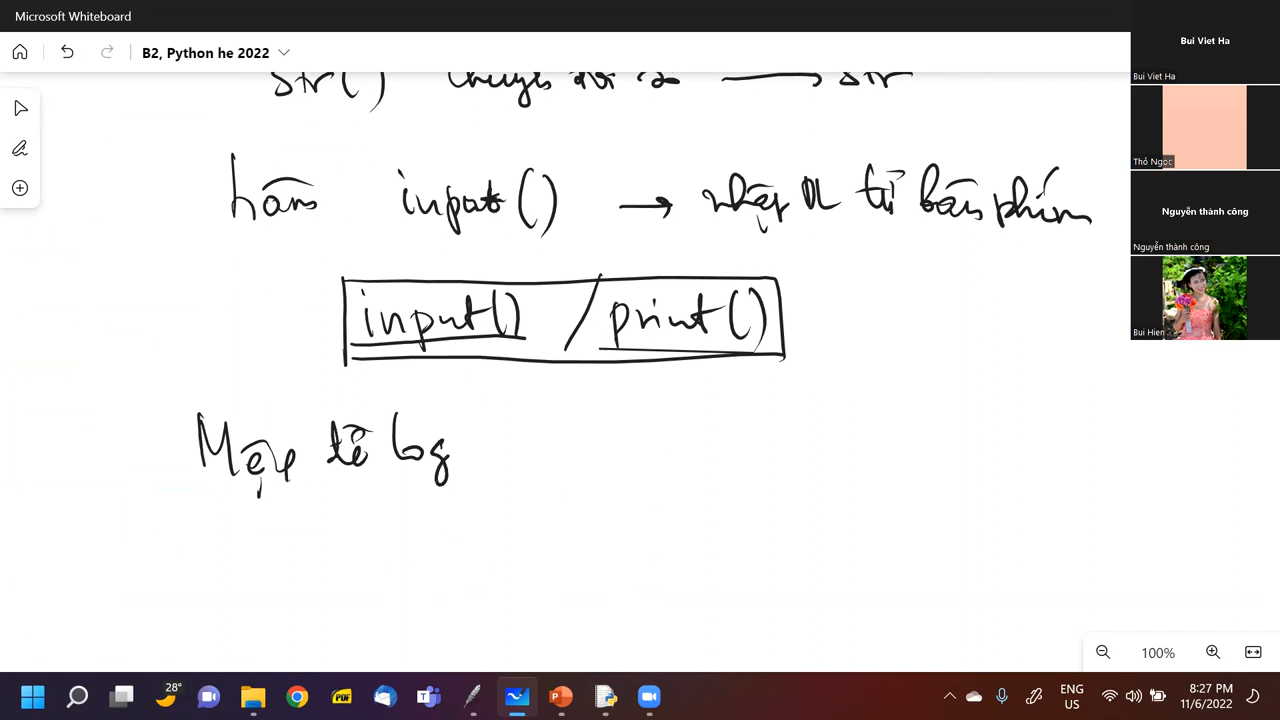 Microsoft Whiteboard
B2, Python he 2022
Bui Viet Ha
Bui Viet Ha
Thỏ Ngọc
Nguyễn thành công
Nguyễn thành công
Bui Hien
str() chuyển đổi → str
hàm input() → nhập từ bàn phím
input() / print()
Mệnh đề log
100%
28°
PDF
ENG
US
8:27 PM
11/6/2022